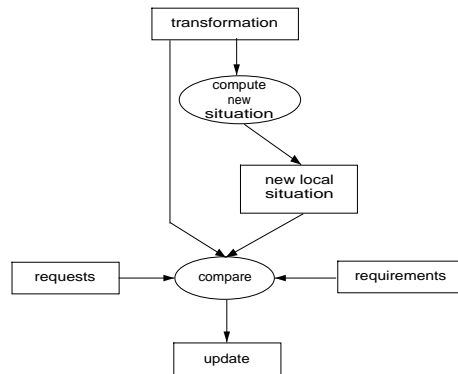 transformation
compute
new
situation
new local
situation
requests
compare
requirements
update